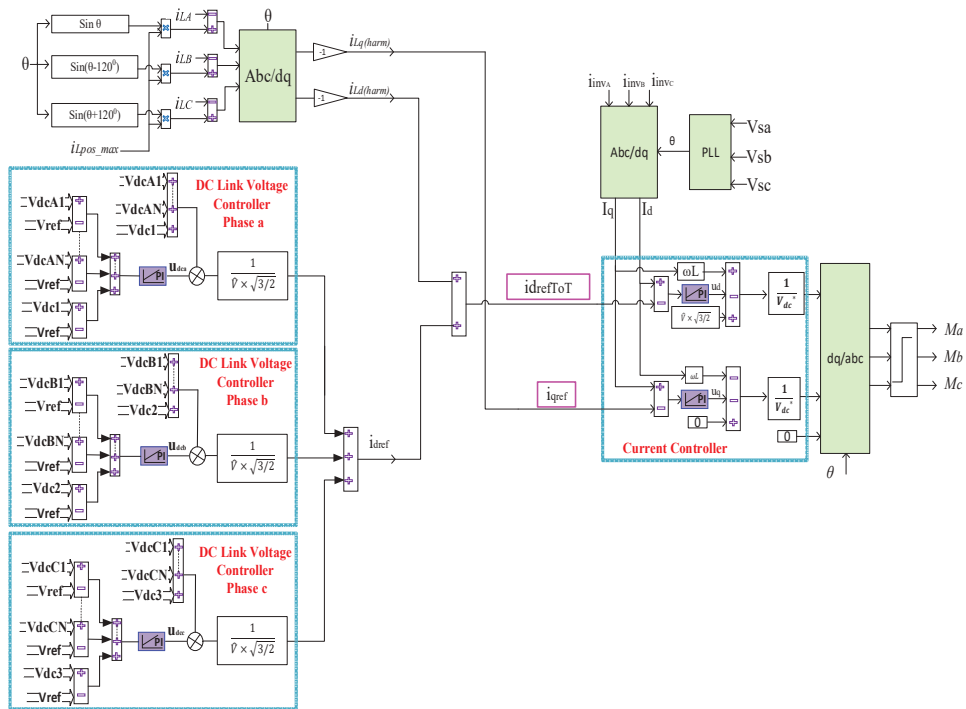 Sin θ
Sin(θ-120⁰)
Sin(θ+120⁰)
θ
iLpos_max
iLA
iLB
iLC
θ
Abc/dq
-1
-1
iLq(harm)
iLd(harm)
iinvA iinvB iinvC
Abc/dq
θ
PLL
Vsa
Vsb
Vsc
Iq
Id
DC Link Voltage
Controller
Phase a
VdcA1
Vref
VdcAN
Vref
Vdc1
Vref
VdcA1
VdcAN
Vdc1
PI
udca
1
V̂ × √3/2
DC Link Voltage
Controller
Phase b
VdcB1
Vref
VdcBN
Vref
Vdc2
Vref
VdcB1
VdcBN
Vdc2
PI
udcb
1
V̂ × √3/2
DC Link Voltage
Controller
Phase c
VdcC1
Vref
VdcCN
Vref
Vdc3
Vref
VdcC1
VdcCN
Vdc3
PI
udcc
1
V̂ × √3/2
idref
idrefToT
iqref
ωL
PI
ud
V̂ × √3/2
1
Vdc*
ωL
PI
uq
0
1
Vdc*
0
Current Controller
dq/abc
θ
Ma
Mb
Mc